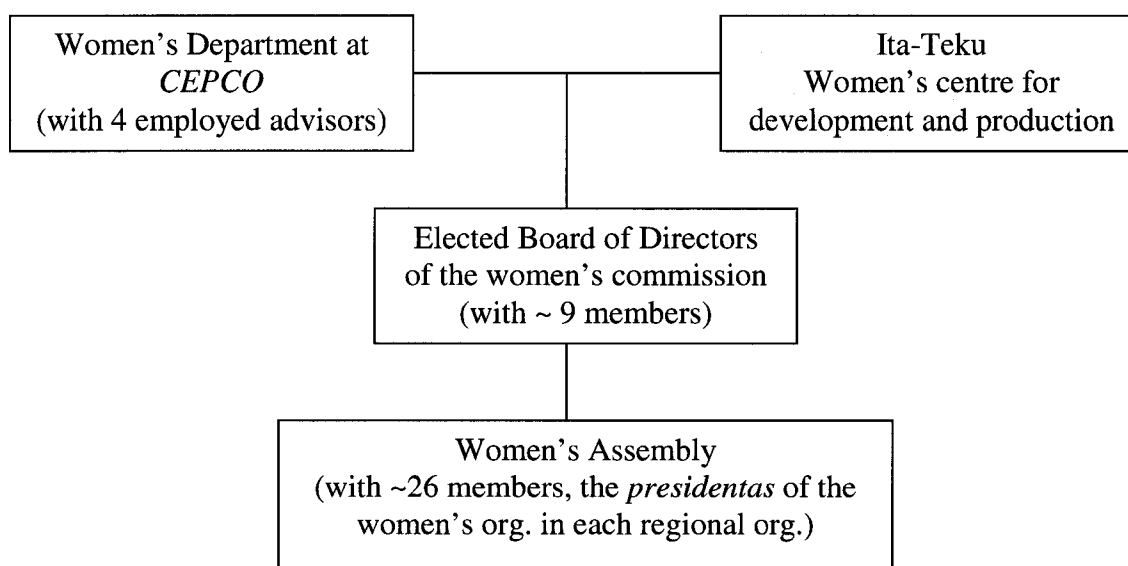 Women's Department at
CEPCO
(with 4 employed advisors)
Ita-Teku
Women's centre for
development and production
Elected Board of Directors
of the women's commission
(with ~ 9 members)
Women's Assembly
(with ~26 members, the presidentas of the
women's org. in each regional org.)